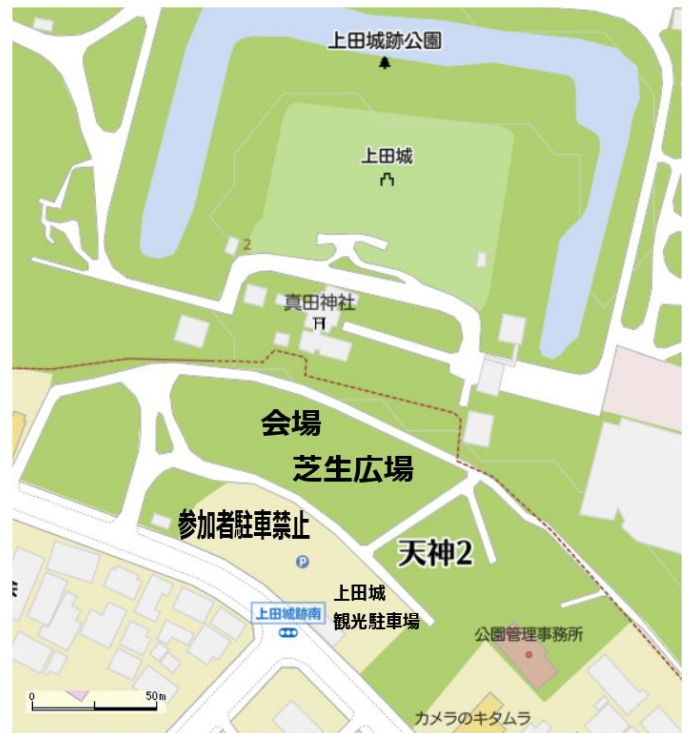 上田城跡公園
上田城
2
真田神社
会場
芝生広場
参加者駐車禁止
天神2
P
上田城
観光駐車場
上田城跡南
公園管理事務所
会
0 50m
カメラのキタムラ